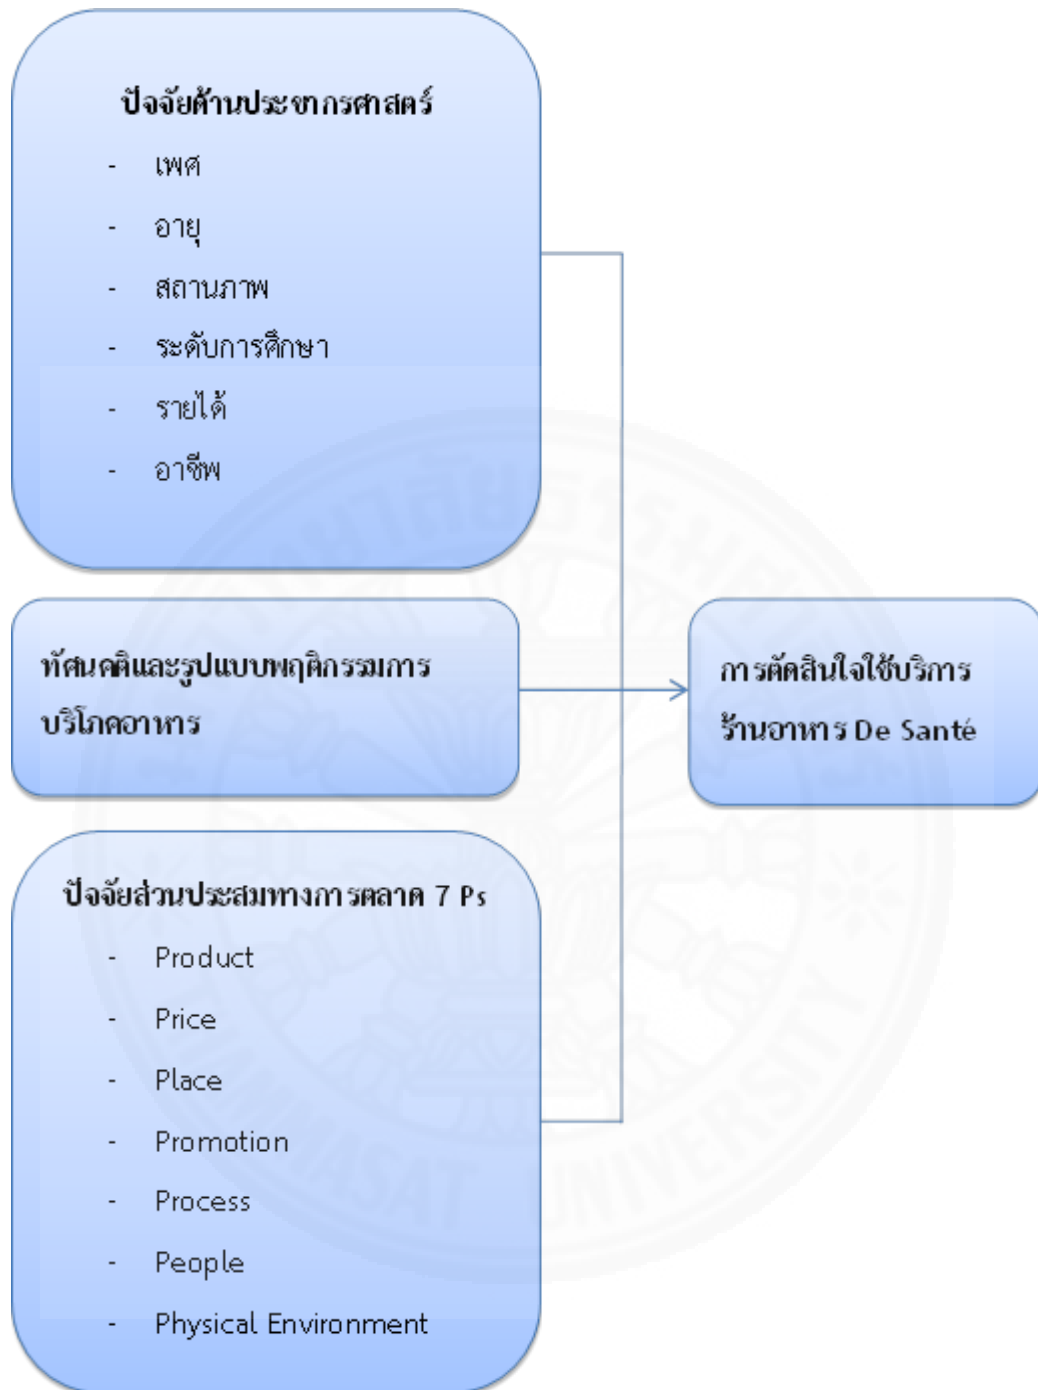 ปัจจัยด้านประชากรศาสตร์
- เพศ
- อายุ
- สถานภาพ
- ระดับการศึกษา
- รายได้
- อาชีพ
ทัศนคติและรูปแบบพฤติกรรมการ
บริโภคอาหาร
การตัดสินใจใช้บริการ
ร้านอาหาร De Santé
ปัจจัยส่วนประสมทางการตลาด 7 Ps
- Product
- Price
- Place
- Promotion
- Process
- People
- Physical Environment
THAMMASAT UNIVERSITY